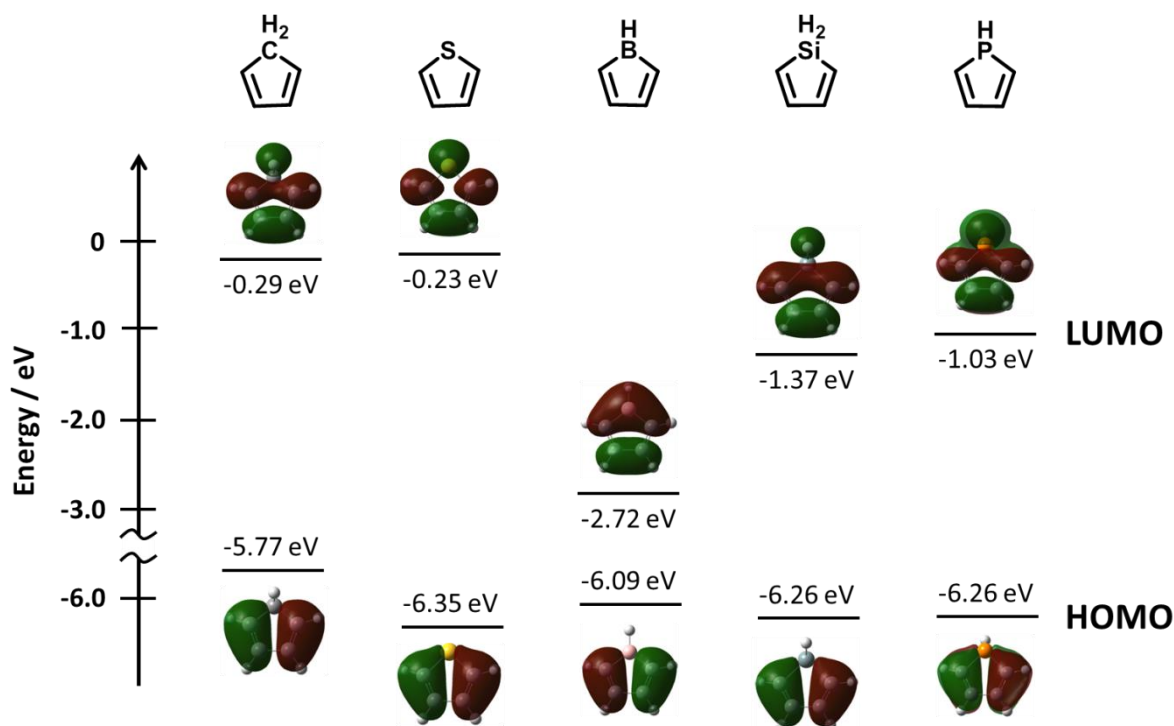 H2
C
S
H
B
H2
Si
H
P
0
-1.0
-2.0
-3.0
-6.0
Energy / eV
-0.29 eV
-0.23 eV
-2.72 eV
-1.37 eV
-1.03 eV
LUMO
-5.77 eV
-6.35 eV
-6.09 eV
-6.26 eV
-6.26 eV
HOMO